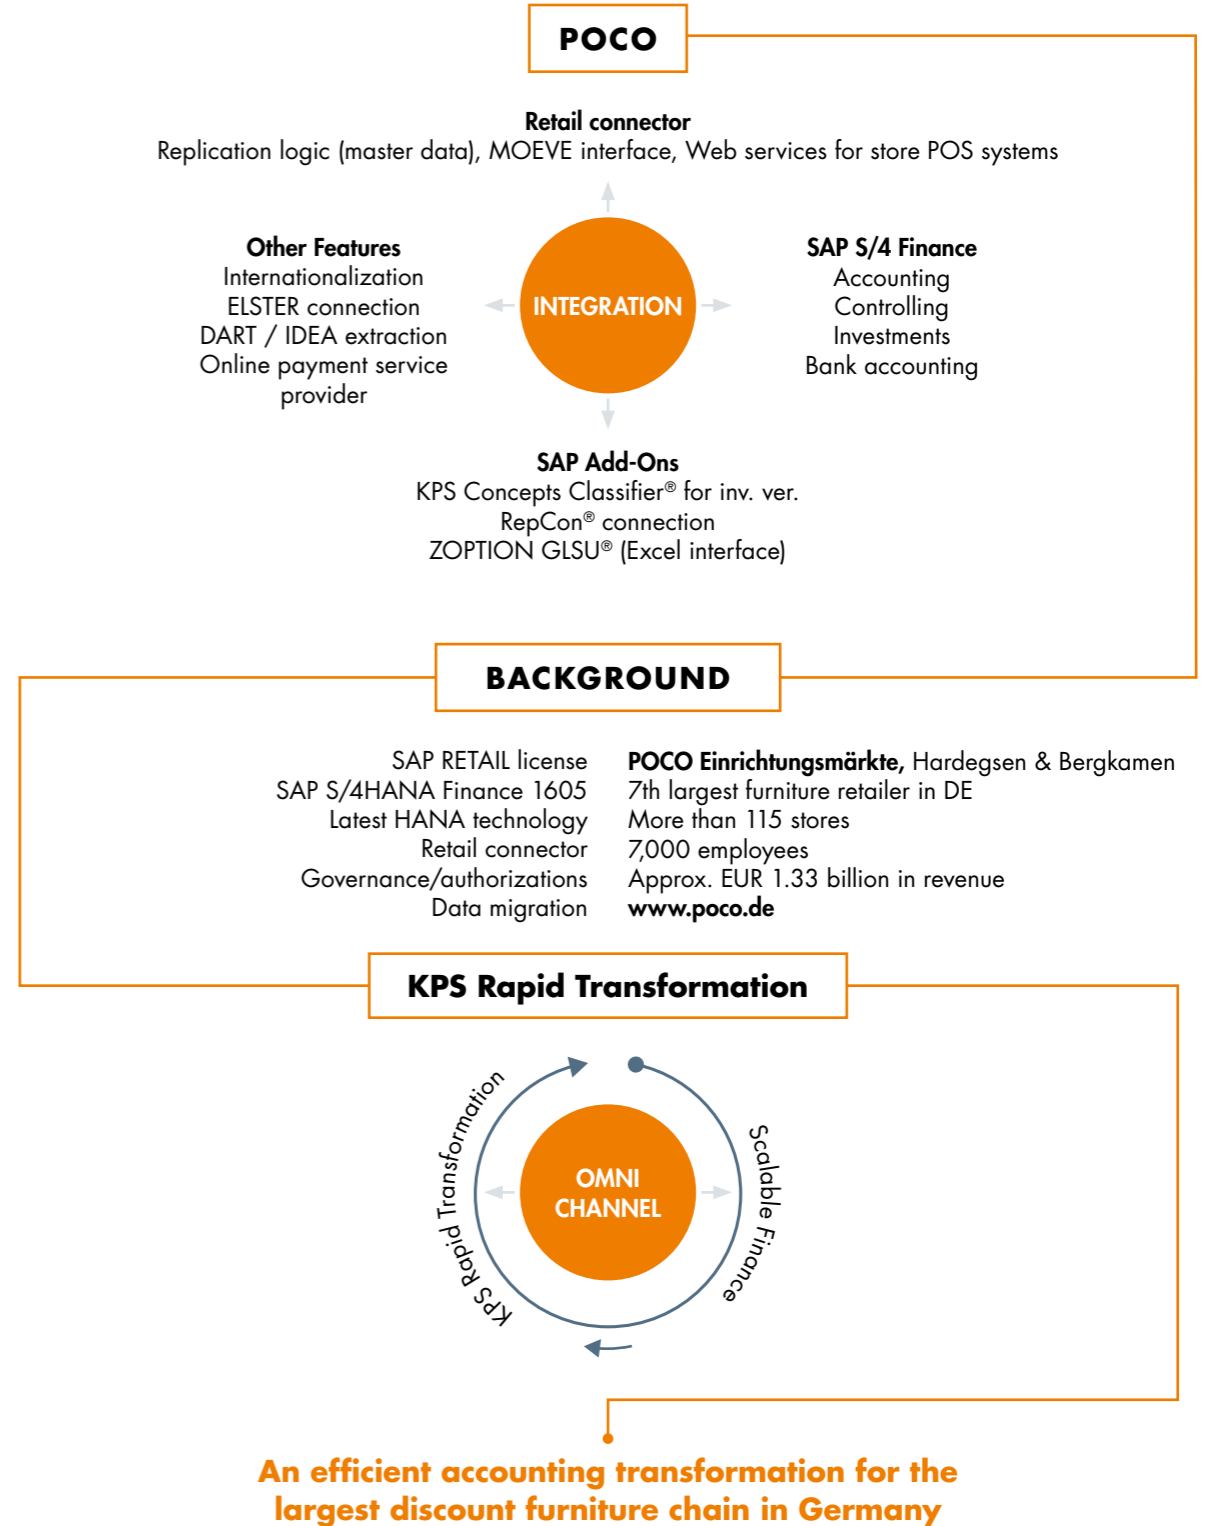 POCO
Retail connector
Replication logic (master data), MOEVE interface, Web services for store POS systems
Other Features
Internationalization
ELSTER connection
DART / IDEA extraction
Online payment service
provider
INTEGRATION
SAP S/4 Finance
Accounting
Controlling
Investments
Bank accounting
SAP Add-Ons
KPS Concepts Classifier® for inv. ver.
RepCon® connection
ZOPTION GLSU® (Excel interface)
BACKGROUND
SAP RETAIL license
SAP S/4HANA Finance 1605
Latest HANA technology
Retail connector
Governance/authorizations
Data migration
POCO Einrichtungsmärkte, Hardegsen & Bergkamen
7th largest furniture retailer in DE
More than 115 stores
7,000 employees
Approx. EUR 1.33 billion in revenue
www.poco.de
KPS Rapid Transformation
KPS Rapid Transformation
OMNI
CHANNEL
Scalable Finance
An efficient accounting transformation for the
largest discount furniture chain in Germany